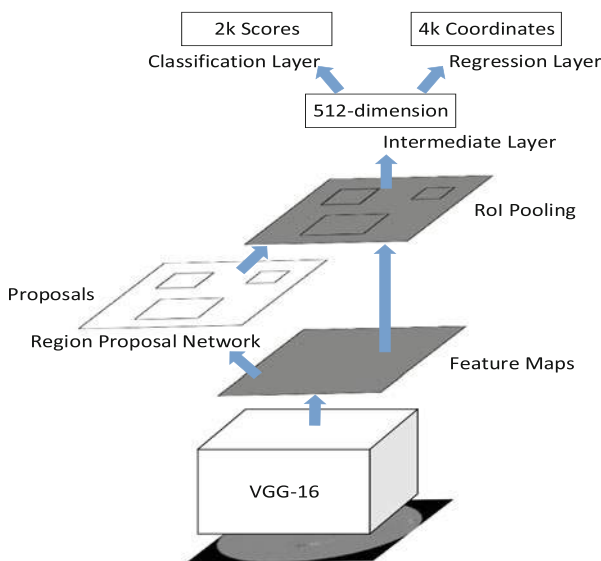 2k Scores
4k Coordinates
Classification Layer
Regression Layer
512-dimension
Intermediate Layer
RoI Pooling
Proposals
Region Proposal Network
Feature Maps
VGG-16